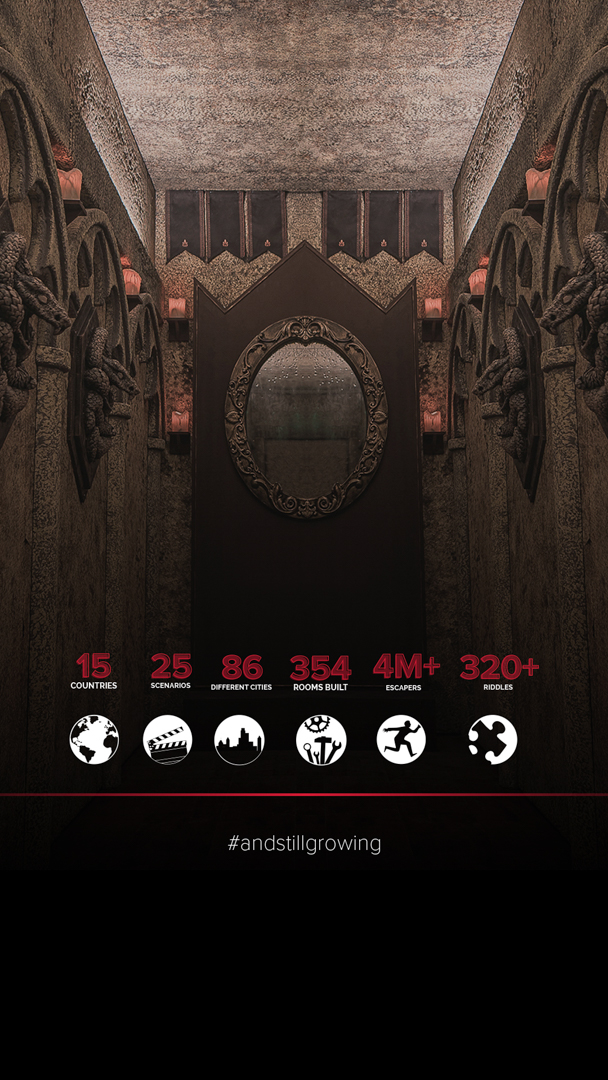 15 25 86 354 4M+ 320+
COUNTRIES SCENARIOS DIFFERENT CITIES ROOMS BUILT ESCAPERS RIDDLES
#andstillgrowing